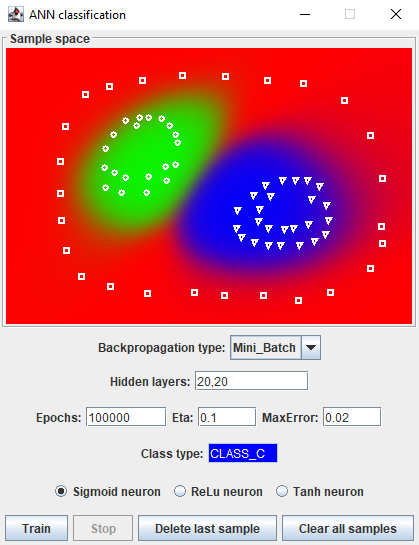 ANN classification
Sample space
Backpropagation type: Mini_Batch
Hidden layers: 20,20
Epochs: 100000 Eta: 0.1 MaxError: 0.02
Class type: CLASS_C
Sigmoid neuron ReLu neuron Tanh neuron
Train Stop Delete last sample Clear all samples